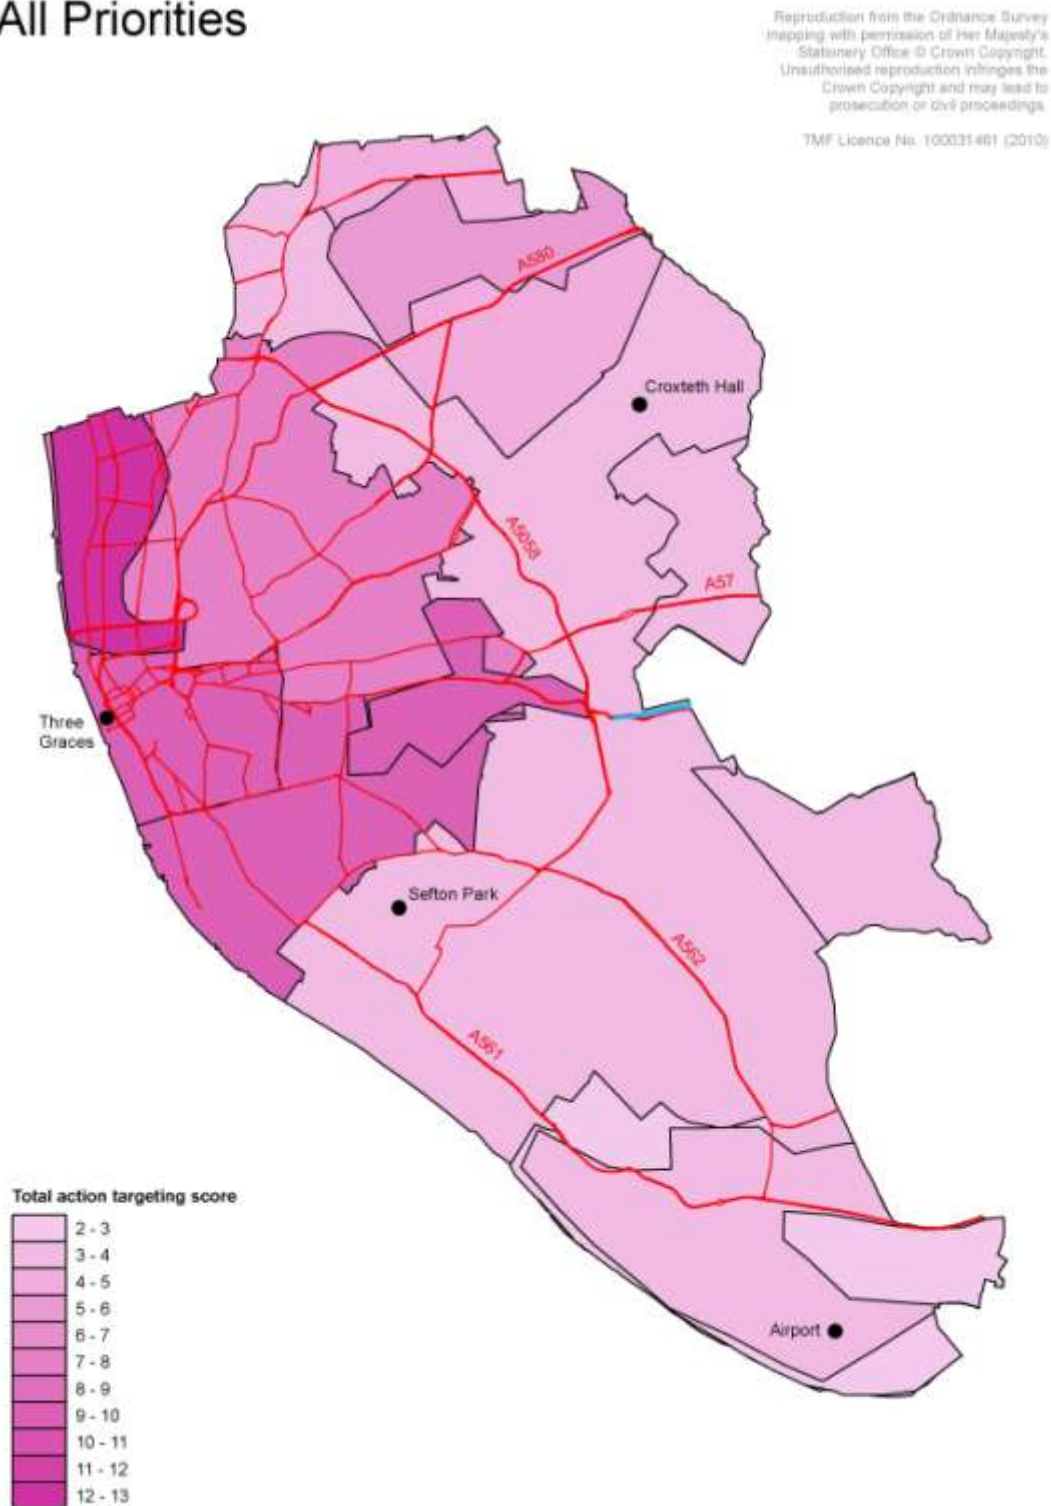 All Priorities
Reproduction from the Ordnance Survey
mapping with permission of Her Majesty's
Stationery Office © Crown Copyright.
Unauthorised reproduction infringes the
Crown Copyright and may lead to
prosecution or civil proceedings.
TMF Licence No. 100031461 (2010)
A580
Croxteth Hall
A5058
A57
Three
Graces
Sefton Park
A562
A561
Airport
Total action targeting score
2 - 3
3 - 4
4 - 5
5 - 6
6 - 7
7 - 8
8 - 9
9 - 10
10 - 11
11 - 12
12 - 13